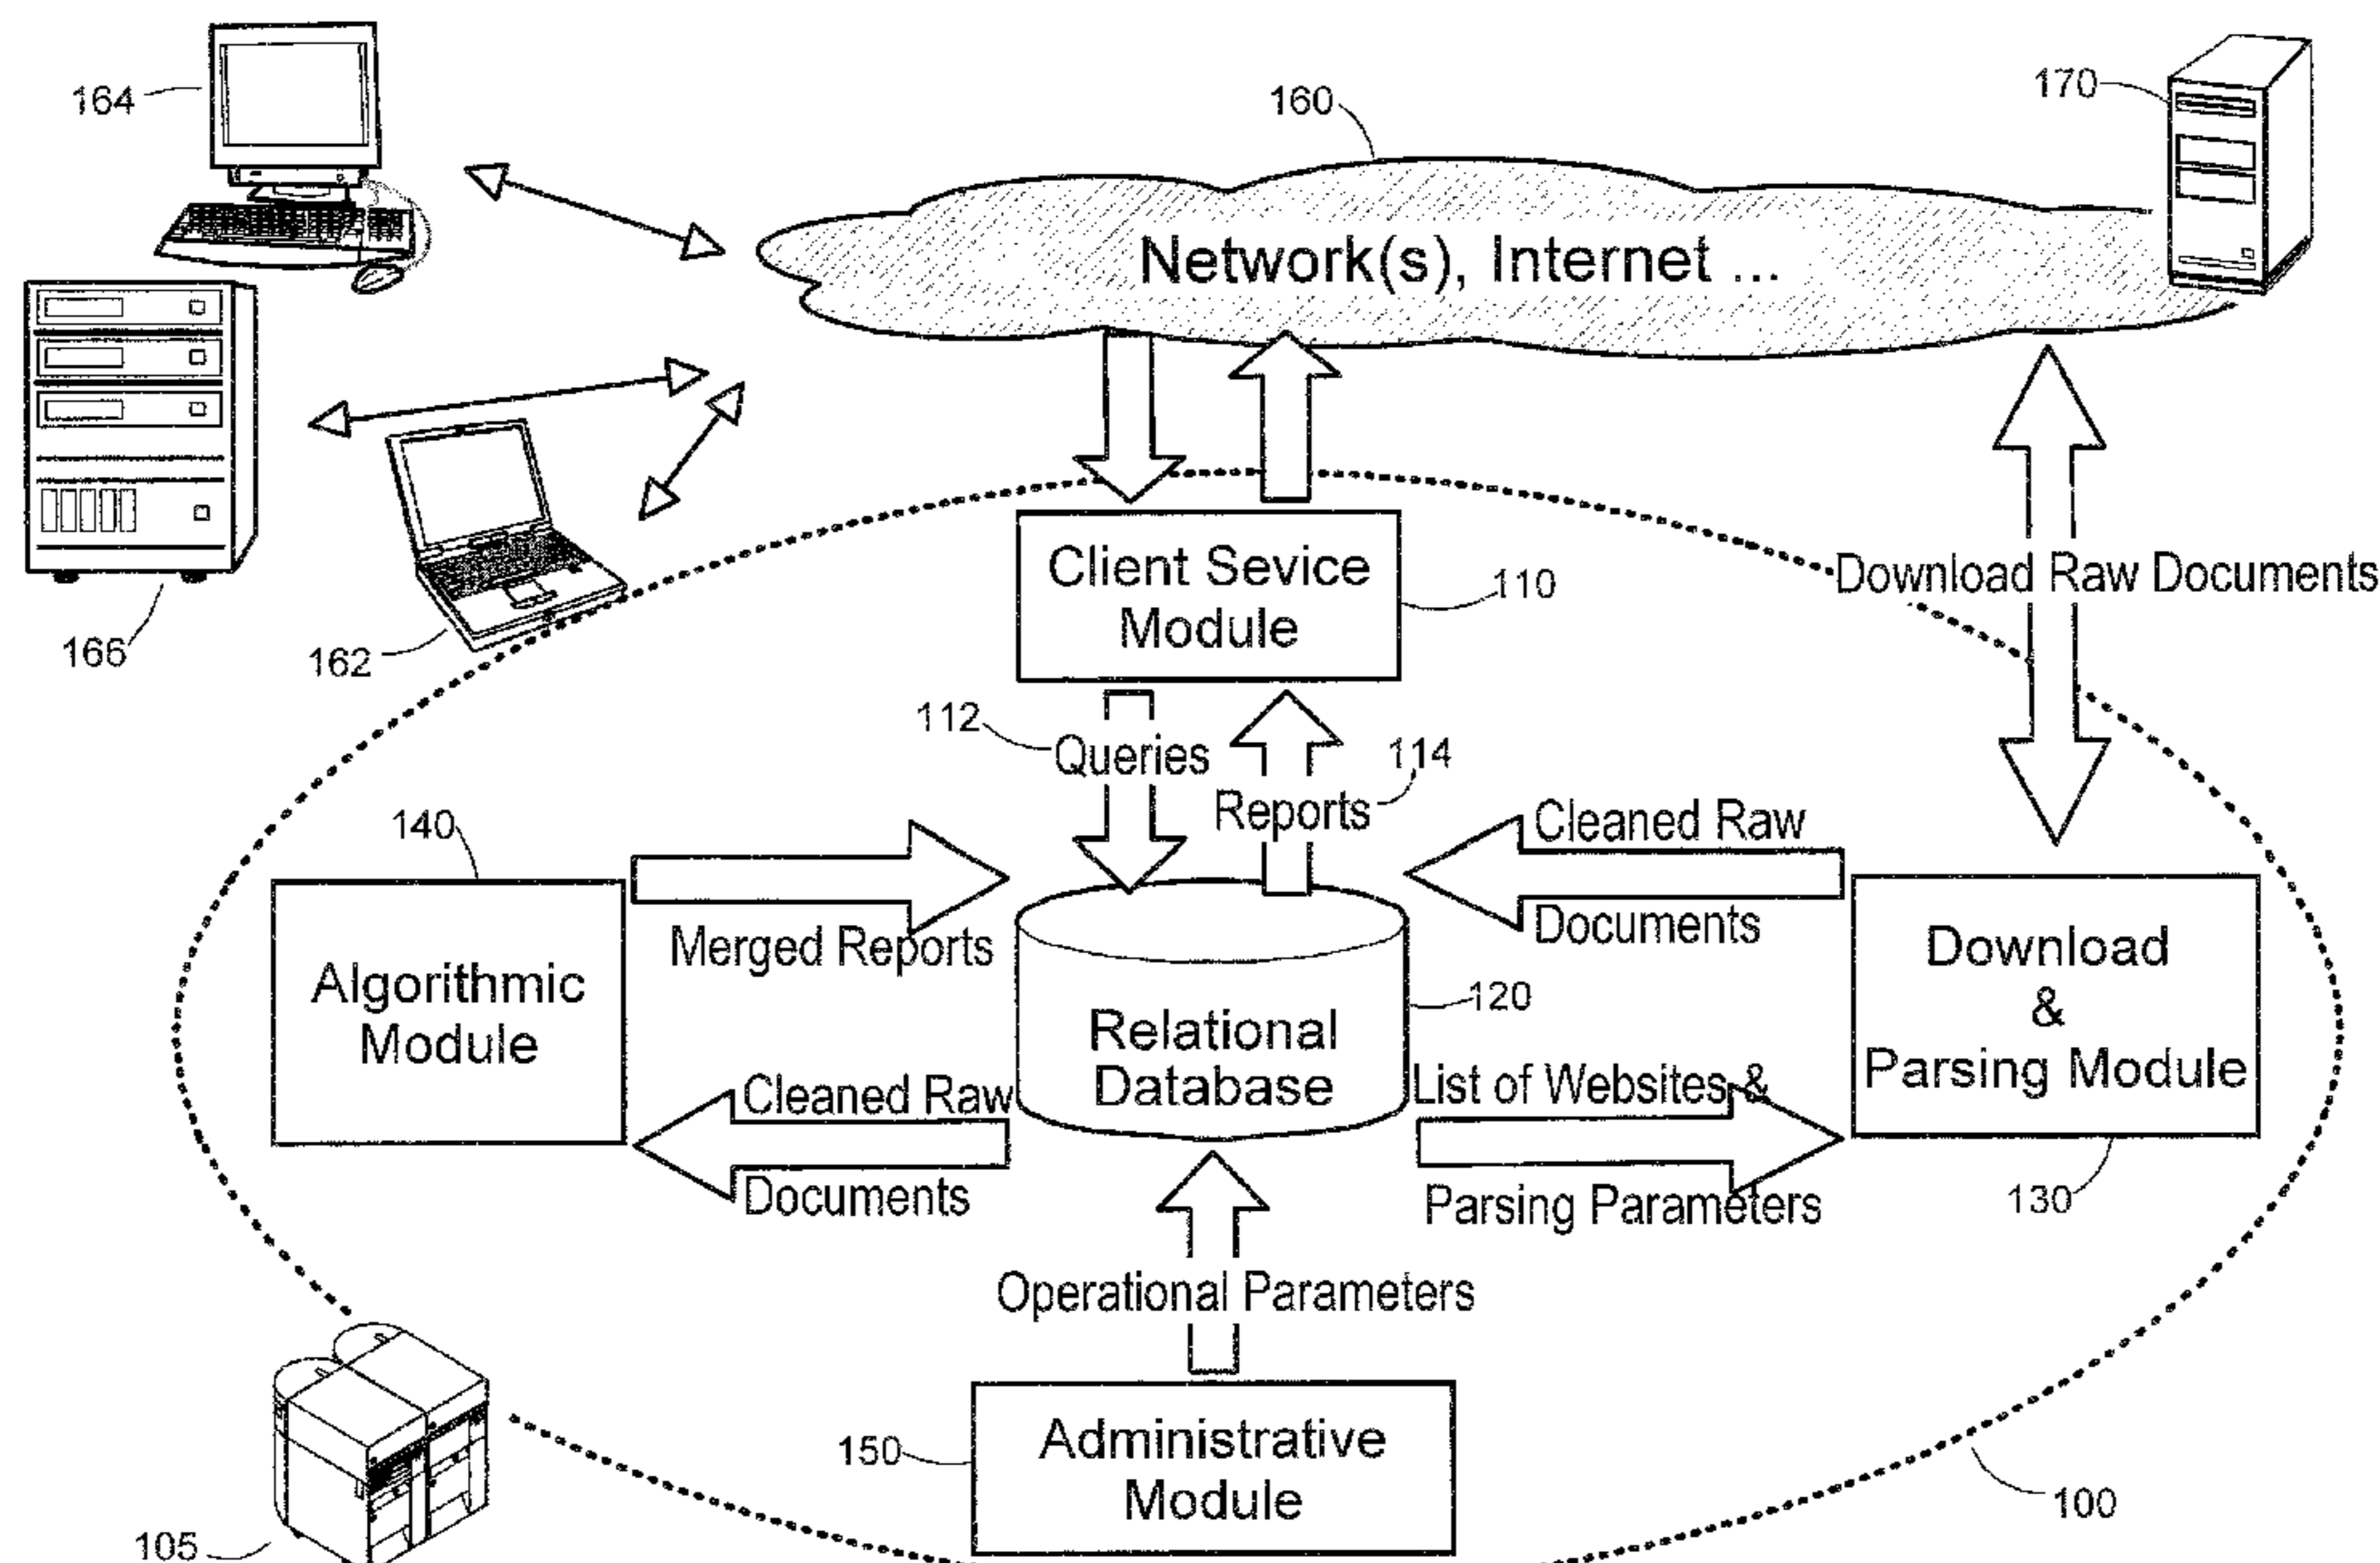 164
160
170
Network(s), Internet ...
166
162
Client Sevice
Module
110
Download Raw Documents
112
Queries
114
Reports
140
Merged Reports
Cleaned Raw
Documents
Algorithmic
Module
Relational
Database
120
Download
&
Parsing Module
Cleaned Raw
Documents
List of Websites &
Parsing Parameters
130
Operational Parameters
150
Administrative
Module
105
100